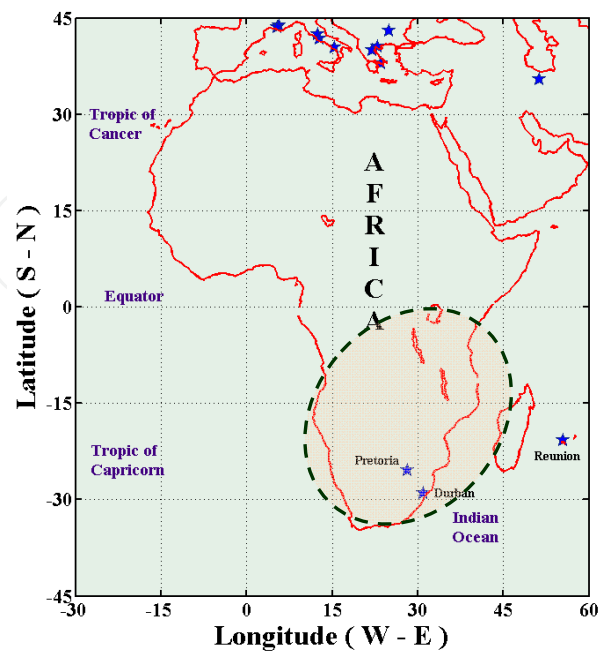 45
30
15
0
-15
-30
-45
Latitude ( S - N )
Tropic of
Cancer
A
F
R
I
C
A
Equator
Tropic of
Capricorn
Pretoria
Durban
Reunion
Indian
Ocean
-30
-15
0
15
30
45
60
Longitude ( W - E )